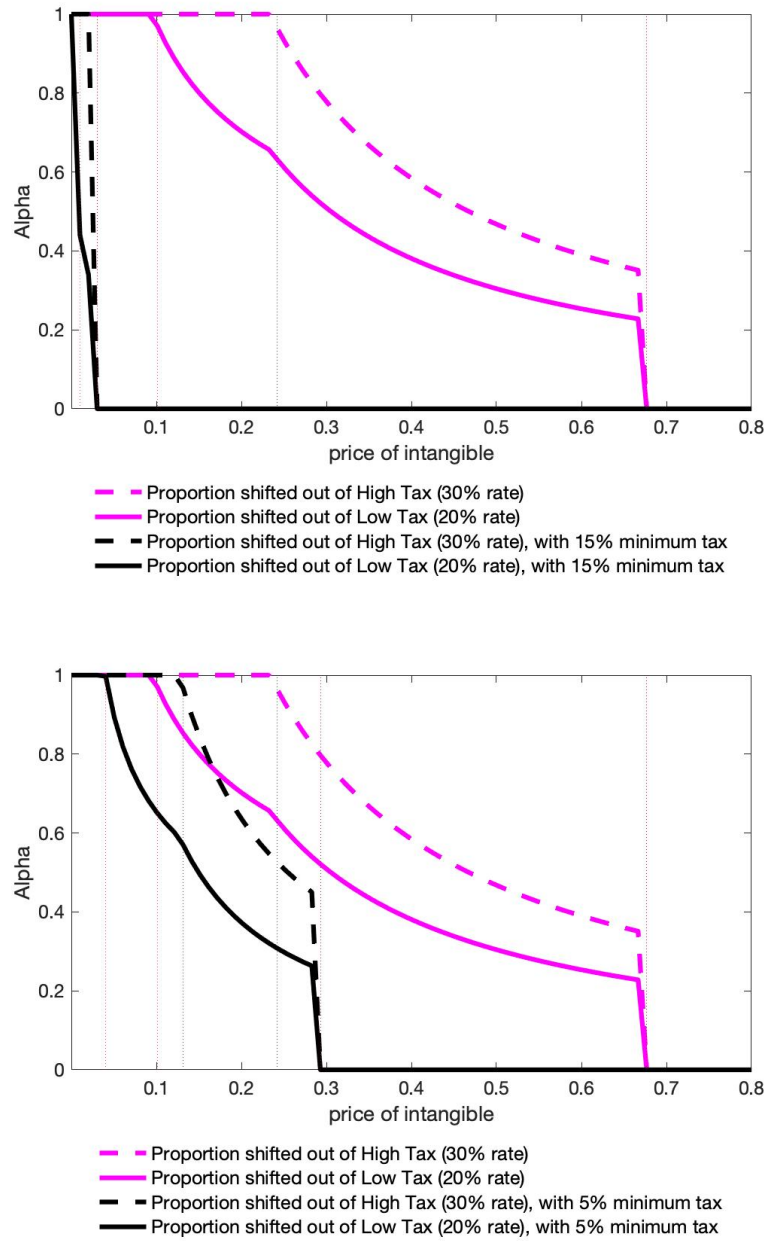 1
0.8
0.6
Alpha
0.4
0.2
0
0.1 0.2 0.3 0.4 0.5 0.6 0.7 0.8
price of intangible
Proportion shifted out of High Tax (30% rate)
Proportion shifted out of Low Tax (20% rate)
Proportion shifted out of High Tax (30% rate), with 15% minimum tax
Proportion shifted out of Low Tax (20% rate), with 15% minimum tax
1
0.8
0.6
Alpha
0.4
0.2
0
0.1 0.2 0.3 0.4 0.5 0.6 0.7 0.8
price of intangible
Proportion shifted out of High Tax (30% rate)
Proportion shifted out of Low Tax (20% rate)
Proportion shifted out of High Tax (30% rate), with 5% minimum tax
Proportion shifted out of Low Tax (20% rate), with 5% minimum tax